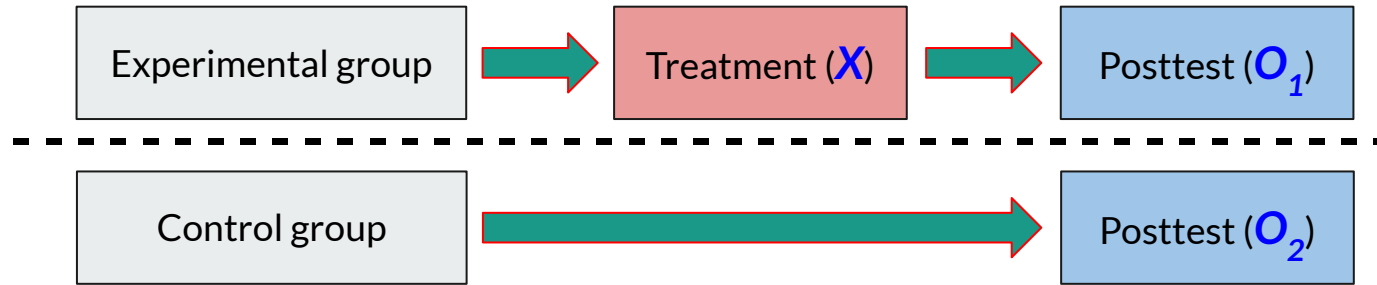 Experimental group
Treatment (X)
Posttest (O1)
Control group
Posttest (O2)